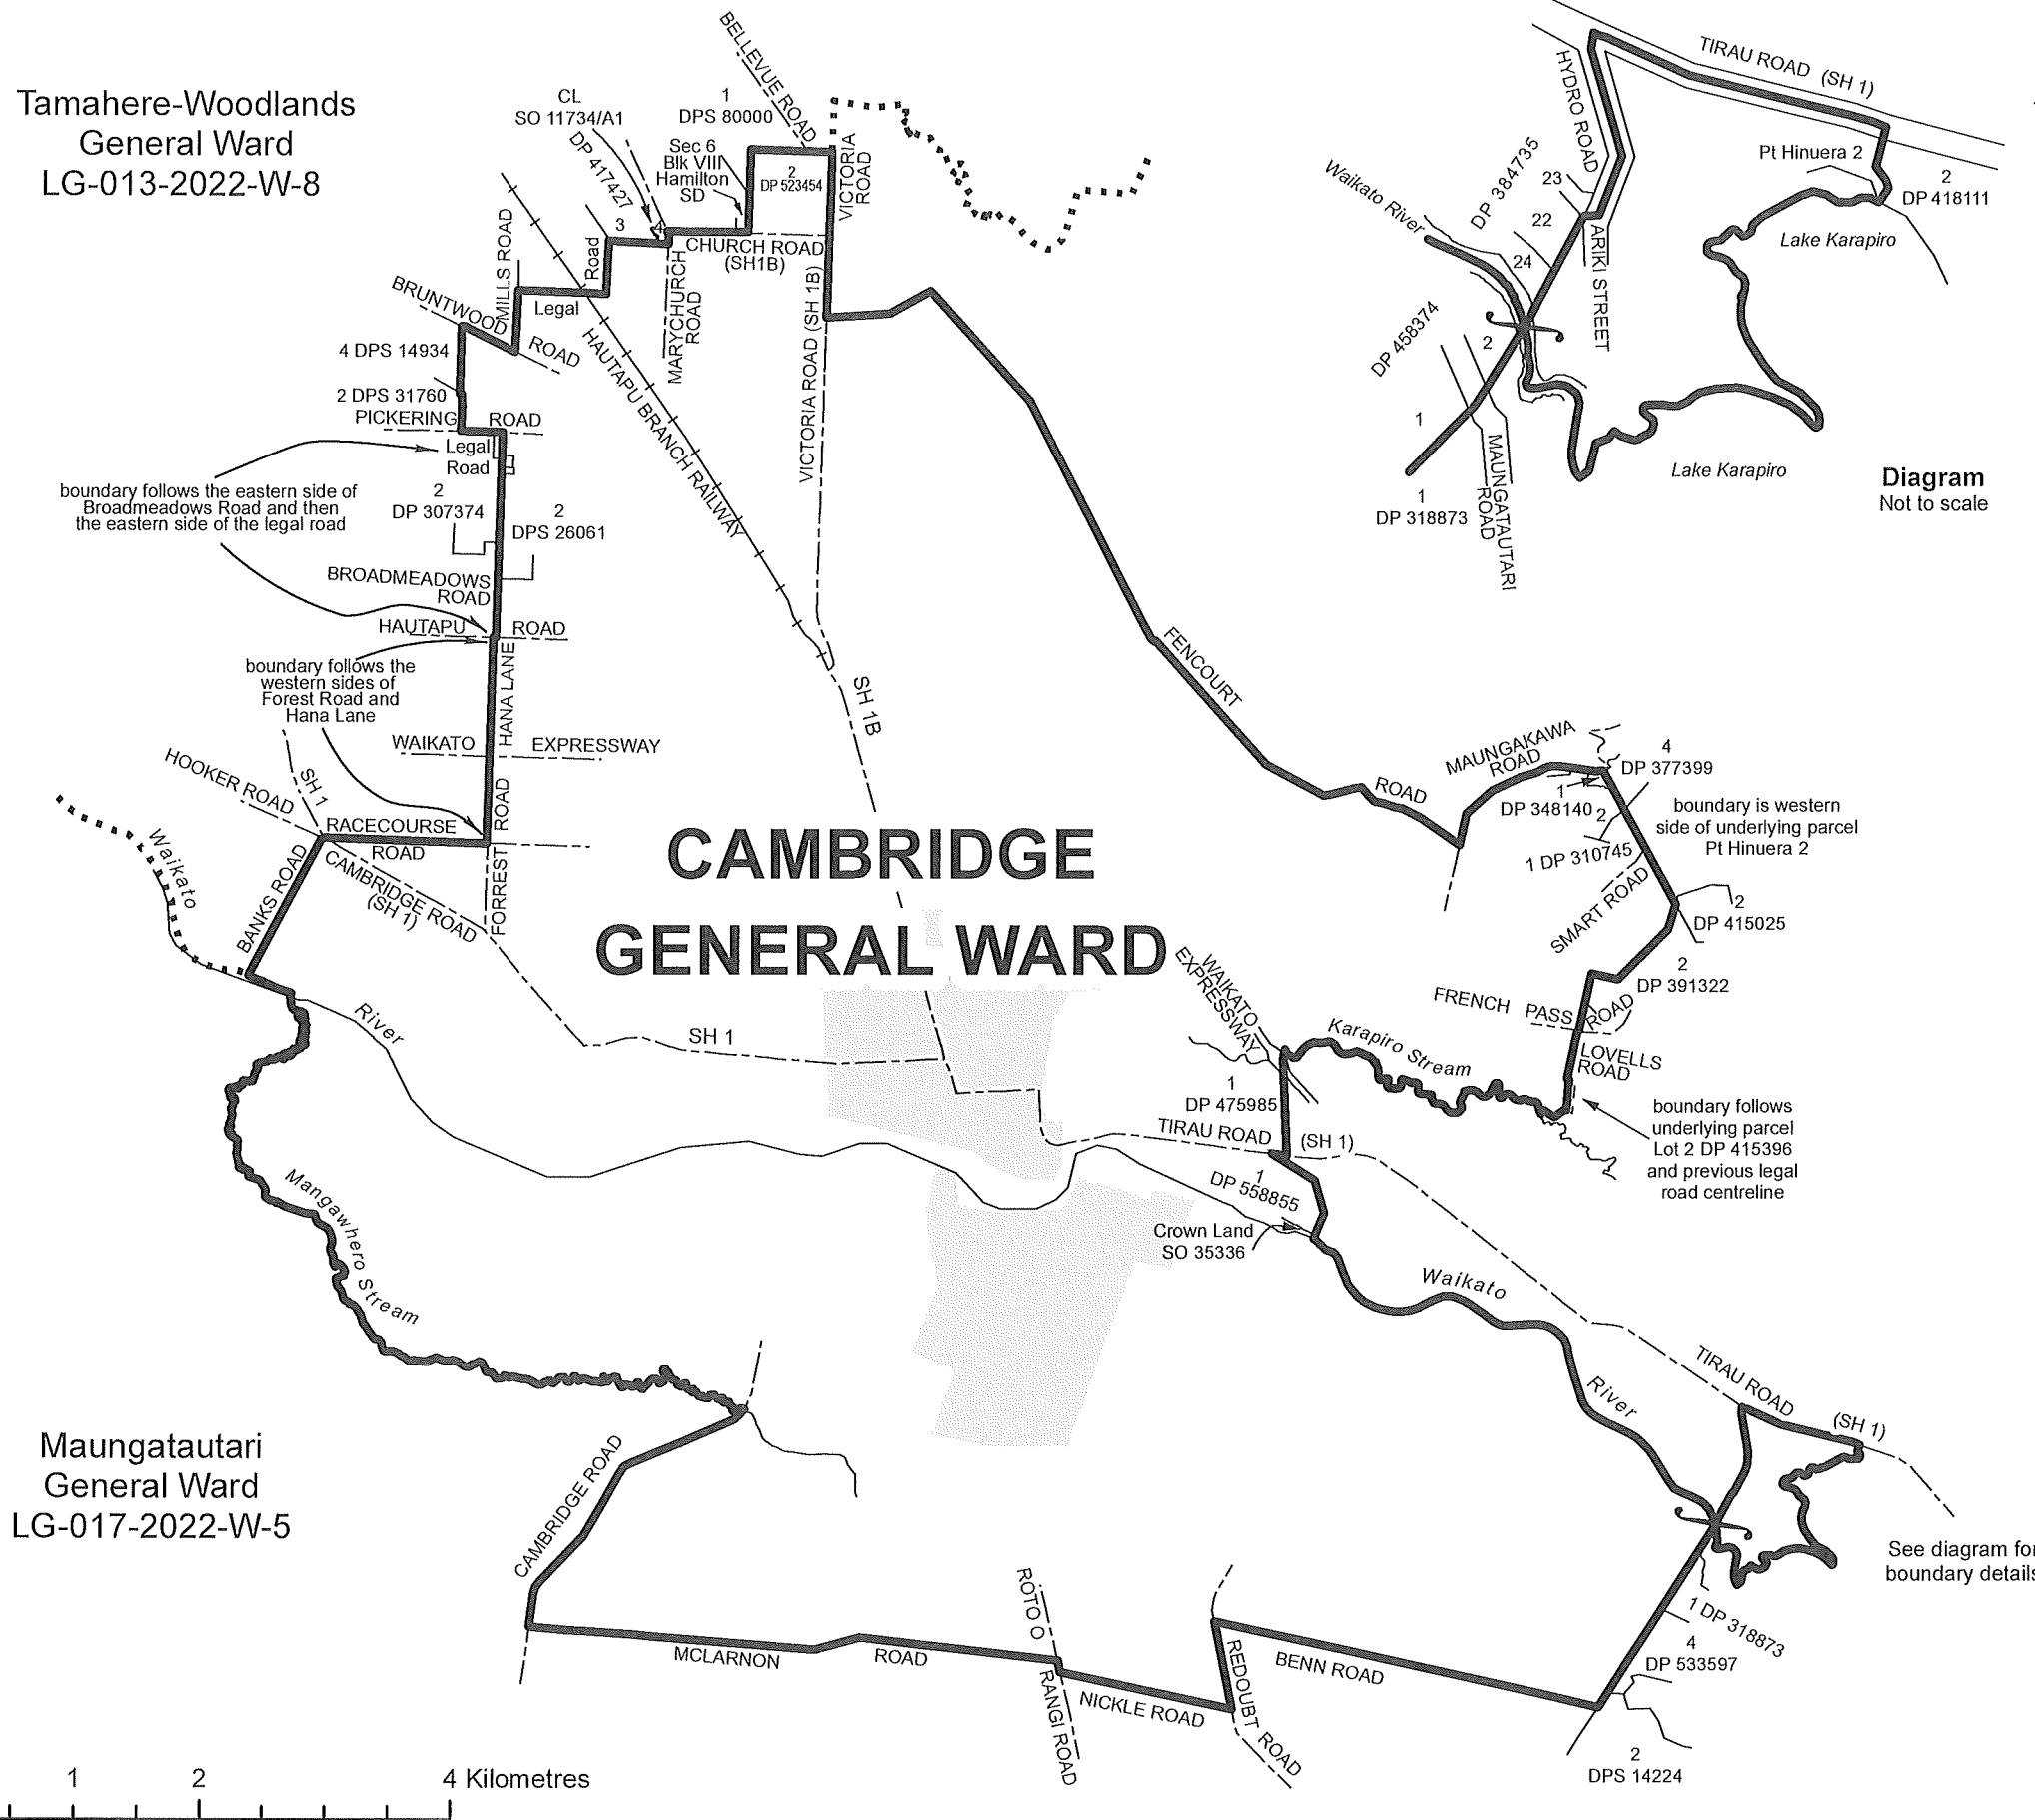 Tamahere-Woodlands
General Ward
LG-013-2022-W-8
CL
SO 11734/A1
DP 417427
1
DPS 80000
BELLEVUE ROAD
Sec 6
Blk VIII
Hamilton
SD
2
DP 523454
VICTORIA
ROAD
3
4
CHURCH ROAD
(SH1B)
MARYCHURCH
ROAD
MILLS ROAD
Road
Legal
BRUNTWOOD
ROAD
4 DPS 14934
2 DPS 31760
PICKERING
ROAD
Legal
Road
HAUTAPU BRANCH RAILWAY
VICTORIA ROAD (SH 1B)
boundary follows the eastern side of
Broadmeadows Road and then
the eastern side of the legal road
2
DP 307374
2
DPS 26061
BROADMEADOWS
ROAD
HAUTAPU
ROAD
HANA LANE
boundary follows the
western sides of
Forest Road and
Hana Lane
WAIKATO
EXPRESSWAY
HOOKER ROAD
SH 1
RACECOURSE
ROAD
FOREST
ROAD
CAMBRIDGE ROAD
(SH 1)
BANKS ROAD
Waikato
River
SH 1B
SH 1
CAMBRIDGE
GENERAL WARD
FENCOURT
ROAD
MAUNGAKAWA
ROAD
4
DP 377399
1
DP 348140
2
1 DP 310745
boundary is western
side of underlying parcel
Pt Hinuera 2
SMART ROAD
2
DP 415025
2
DP 391322
FRENCH PASS
ROAD
LOVELLS
ROAD
Karapiro Stream
WAIKATO
EXPRESSWAY
1
DP 475985
TIRAU ROAD
(SH 1)
boundary follows
underlying parcel
Lot 2 DP 415396
and previous legal
road centreline
1
DP 558855
Crown Land
SO 35336
Waikato
River
TIRAU ROAD
(SH 1)
Mangawhero Stream
Maungatautari
General Ward
LG-017-2022-W-5
CAMBRIDGE ROAD
MCLARNON
ROAD
ROTO O
RANGI ROAD
NICKLE ROAD
REDOUBT
ROAD
BENN ROAD
See diagram for
boundary details
1 DP 318873
4
DP 533597
2
DPS 14224
1
2
4 Kilometres
TIRAU ROAD (SH 1)
HYDRO ROAD
Pt Hinuera 2
2
DP 418111
Lake Karapiro
Waikato River
DP 384735
23
22
24
ARIKI STREET
DP 458374
2
1
MAUNGATAUTARI
ROAD
1
DP 318873
Lake Karapiro
Diagram
Not to scale